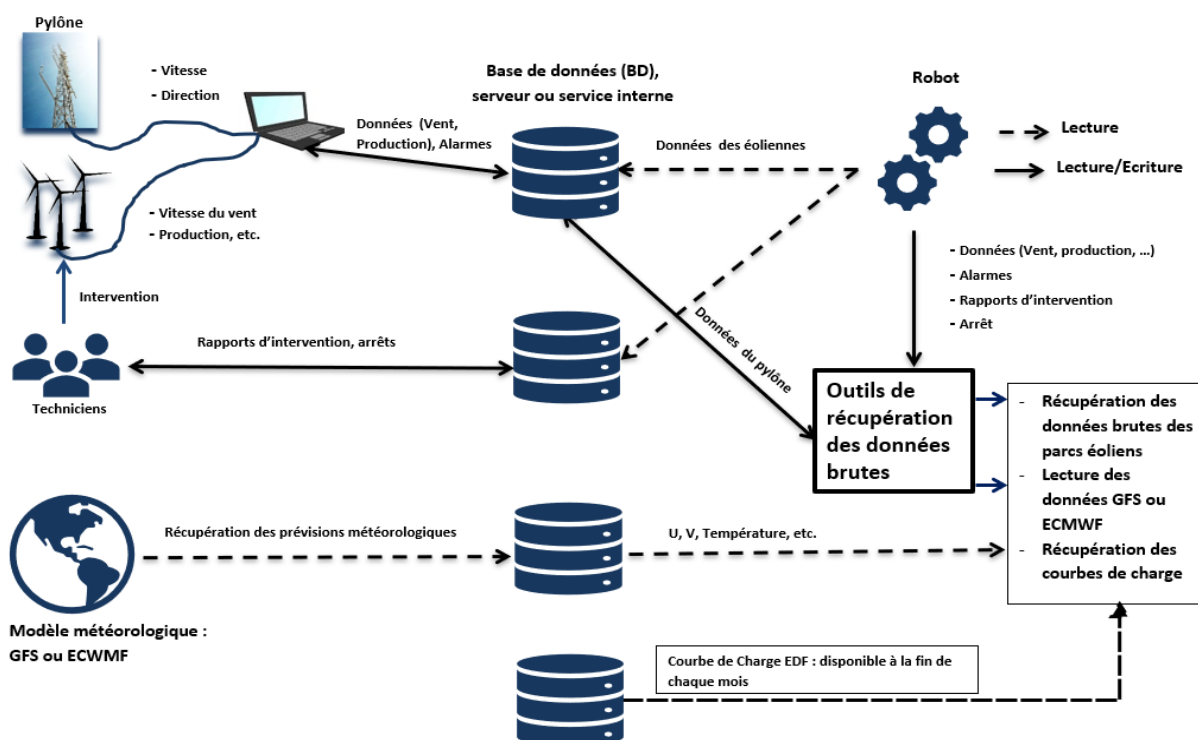 Pylône
- Vitesse
- Direction
Base de données (BD),
serveur ou service interne
Robot
Données (Vent,
Production), Alarmes
Données des éoliennes
Lecture
Lecture/Ecriture
- Vitesse du vent
- Production, etc.
- Données (Vent, production, ...)
- Alarmes
- Rapports d'intervention
- Arrêt
Intervention
Rapports d'intervention, arrêts
Données du pylône
Techniciens
Outils de
récupération
des données
brutes
- Récupération des
données brutes des
parcs éoliens
- Lecture des
données GFS ou
ECMWF
- Récupération des
courbes de charge
Récupération des prévisions météorologiques
U, V, Température, etc.
Modèle météorologique :
GFS ou ECWMF
Courbe de Charge EDF : disponible à la fin de
chaque mois